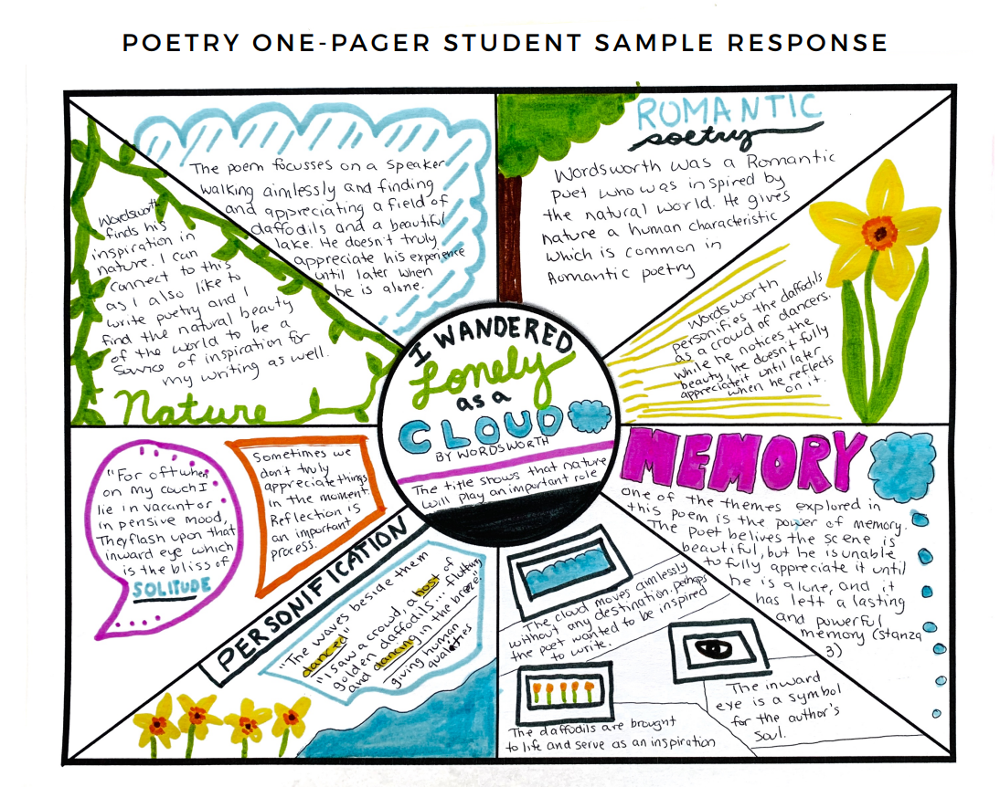 POETRY ONE-PAGER STUDENT SAMPLE RESPONSE
The poem focusses on a speaker
walking aimlessly and finding
and appreciating a field of
daffodils and a beautiful
lake. He doesn't truly
appreciate his experience
until later when
he is alone.
ROMANTIC
poetry
Wordsworth was a Romantic
poet who was inspired by
the natural world. He gives
nature a human characteristic
which is common in
Romantic poetry
Wordsworth
finds his
inspiration in
nature. I can
connect to this
as I also like to
write poetry and I
find the natural beauty
of the world to be a
source of inspiration for
my writing as well.
Nature
Wordsworth
personifies the daffodils
as a crowd of dancers.
While he notices the
beauty, he doesn't fully
appreciate it until later
when he reflects
on it.
I WANDERED
Lonely
as a
CLOUD
BY WORDSWORTH
The title shows that nature
will play an important role
"For oft when
on my couch I
lie in vacant or
in pensive mood,
They flash upon that
inward eye which
is the bliss of
SOLITUDE
Sometimes we
don't truly
appreciate things
in the moment.
Reflection is
an important
process.
MEMORY
one of the themes explored in
this poem is the power of memory.
The poet belives the scene is
beautiful, but he is unable
to fully appreciate it until
he is alone, and it
has left a lasting
and powerful
memory (stanza
3)
PERSONIFICATION
"The waves beside them
danced"
"I saw a crowd, a host of
golden daffodils... fluttering
and dancing in the breeze."
giving human
qualities
The cloud moves aimlessly
without any destination. perhaps
the poet wanted to be inspired
to write.
The inward
eye is a symbol
for the author's
soul.
The daffodils are brought
to life and serve as an inspiration